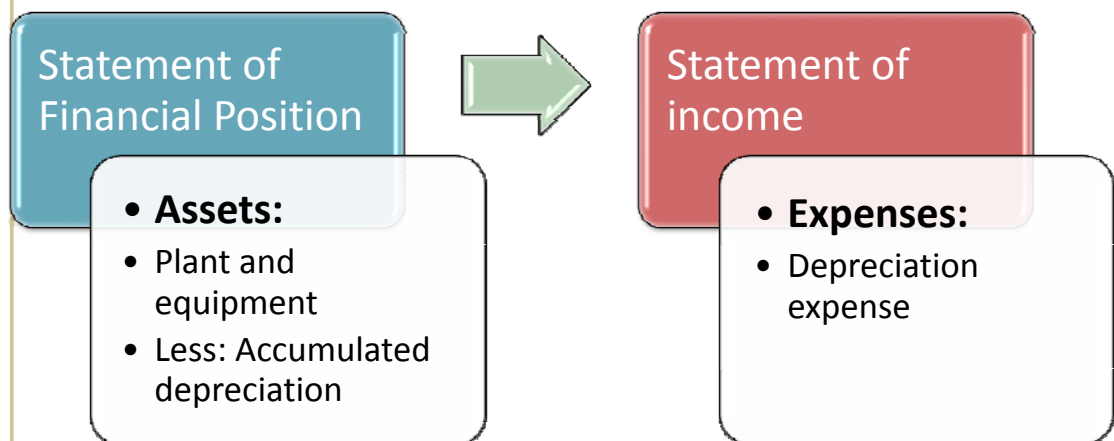 Statement of
Financial Position
• Assets:
• Plant and
equipment
• Less: Accumulated
depreciation
Statement of
income
• Expenses:
• Depreciation
expense